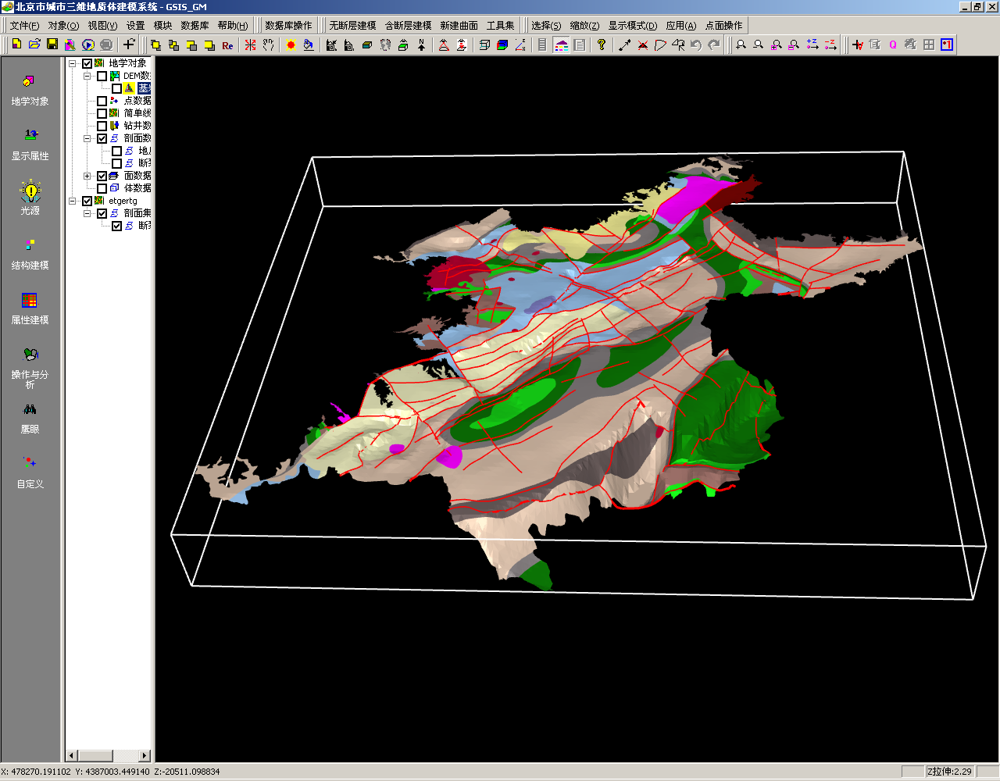 北京市城市三维地质体建模系统 - GSIS_GM
文件(F) 对象(O) 视图(V) 设置 模块 数据库 帮助(H) 数据库操作 无断层建模 含断层建模 新建曲面 工具集 选择(S) 缩放(Z) 显示模式(D) 应用(A) 点面操作
Re N ? Q
地学对象
显示属性
光源
结构建模
属性建模
操作与分
析
鹰眼
自定义
地学对象
DEM数
点数据
简单线
钻井数
剖面数
地
断
面数据
体数据
etgertg
剖面集
断
X: 478270.191102 Y: 4387003.449140 Z:-20511.098834
Z拉伸:2.29